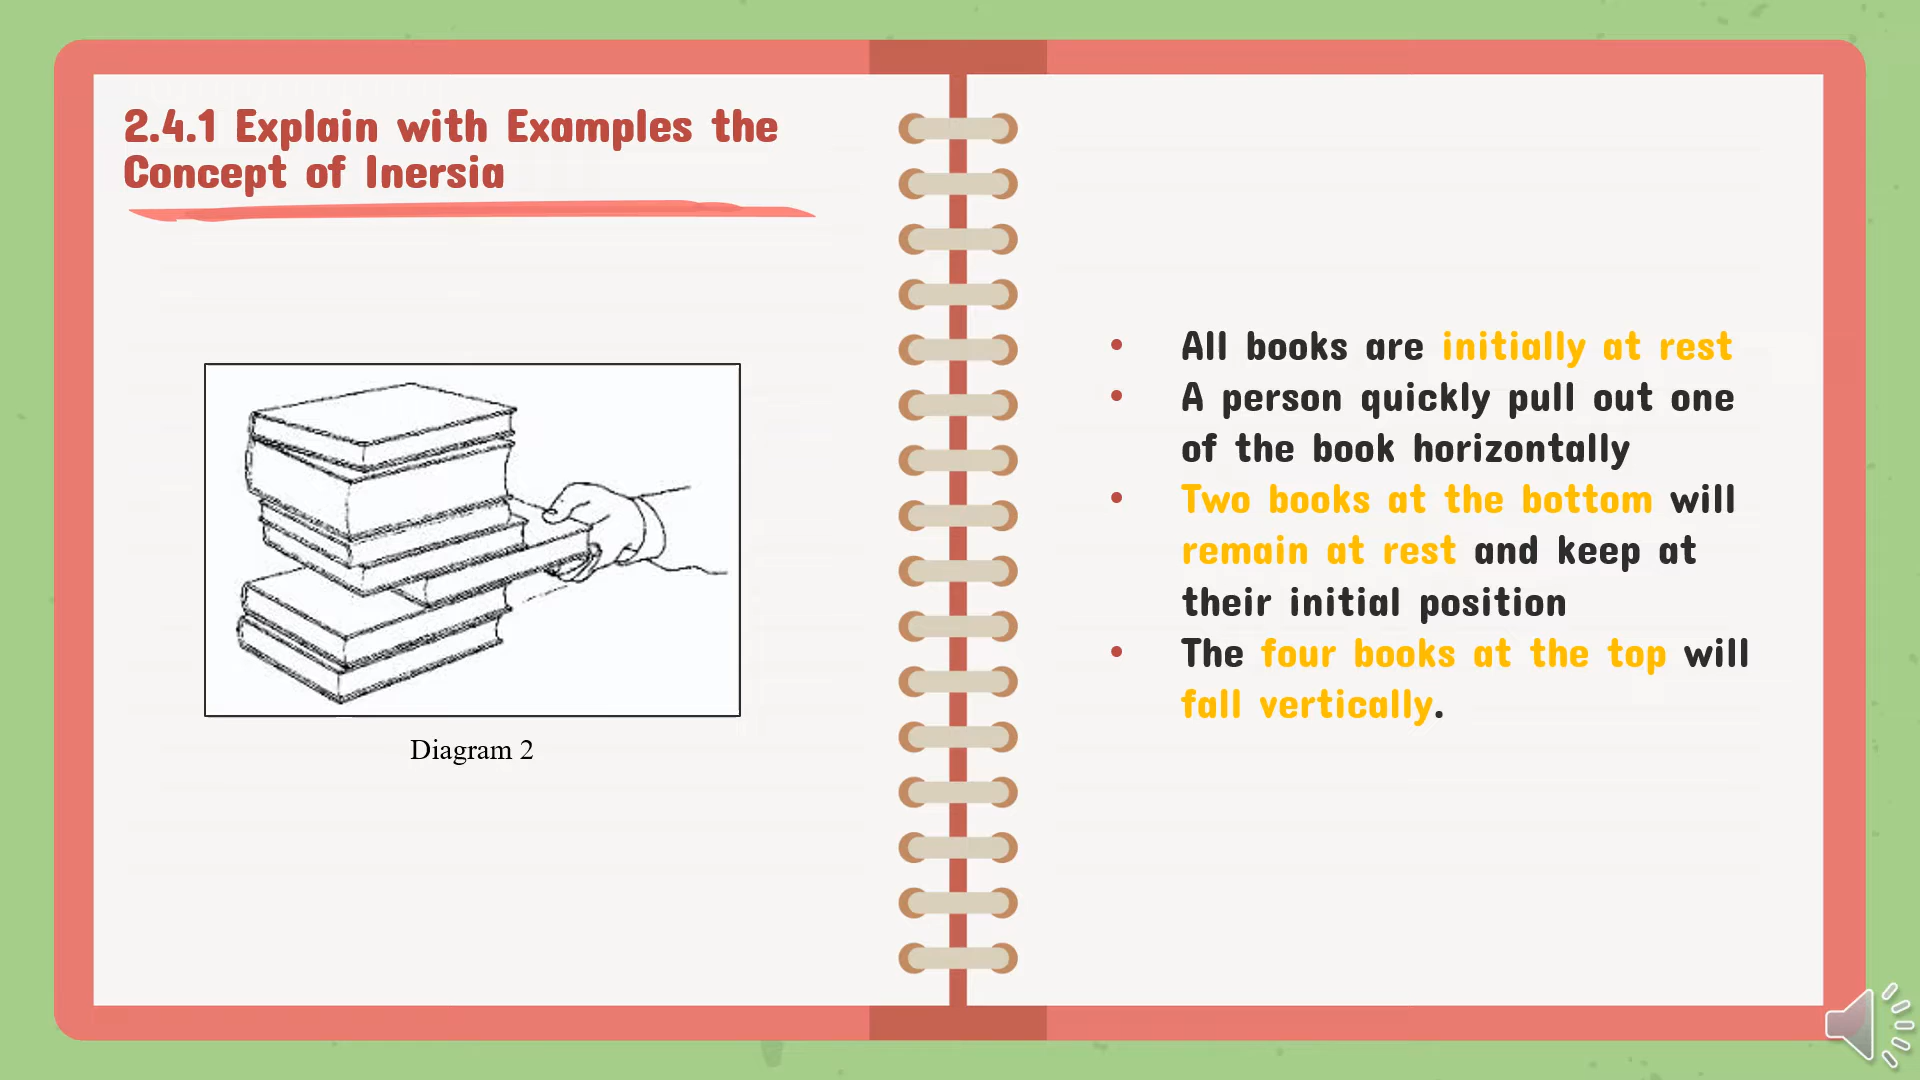 2.4.1 Explain with Examples the
Concept of Inersia
Diagram 2
• All books are initially at rest
• A person quickly pull out one
of the book horizontally
• Two books at the bottom will
remain at rest and keep at
their initial position
• The four books at the top will
fall vertically.